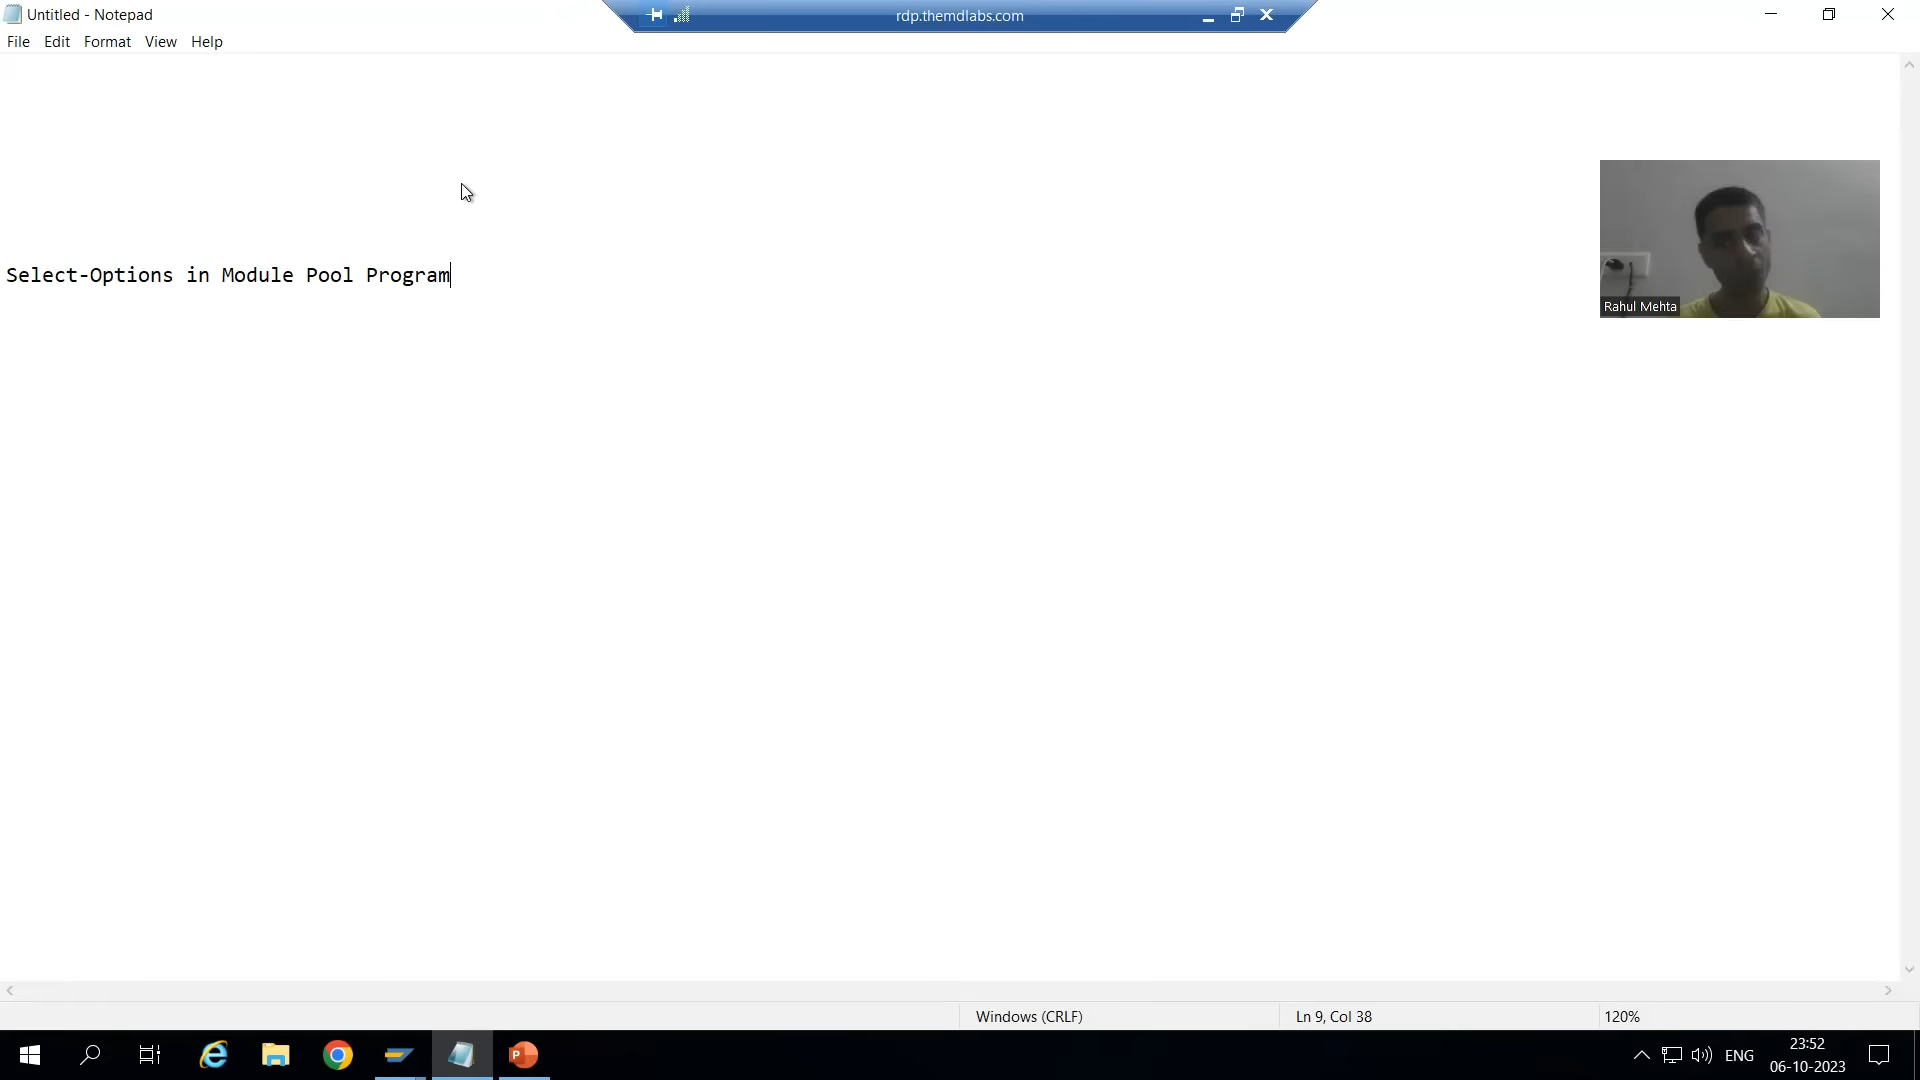 Untitled - Notepad
rdp.themdlabs.com
File Edit Format View Help
Select-Options in Module Pool Program
Rahul Mehta
Windows (CRLF)
Ln 9, Col 38
120%
ENG
23:52
06-10-2023